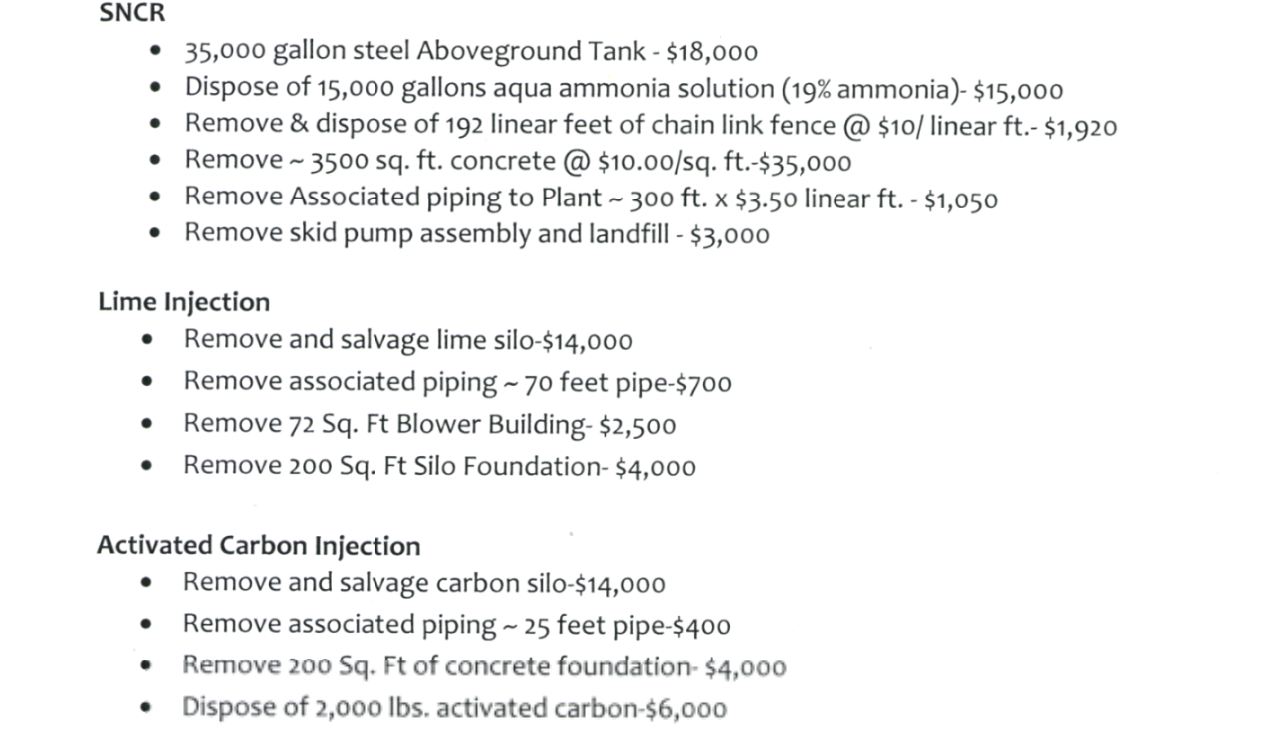 SNCR
• 35,000 gallon steel Aboveground Tank - $18,000
• Dispose of 15,000 gallons aqua ammonia solution (19% ammonia)- $15,000
• Remove & dispose of 192 linear feet of chain link fence @ $10/ linear ft.- $1,920
• Remove ~ 3500 sq. ft. concrete @ $10.00/sq. ft.-$35,000
• Remove Associated piping to Plant ~ 300 ft. x $3.50 linear ft. - $1,050
• Remove skid pump assembly and landfill - $3,000
Lime Injection
• Remove and salvage lime silo-$14,000
• Remove associated piping ~ 70 feet pipe-$700
• Remove 72 Sq. Ft Blower Building- $2,500
• Remove 200 Sq. Ft Silo Foundation- $4,000
Activated Carbon Injection
• Remove and salvage carbon silo-$14,000
• Remove associated piping ~ 25 feet pipe-$400
• Remove 200 Sq. Ft of concrete foundation- $4,000
• Dispose of 2,000 lbs. activated carbon-$6,000